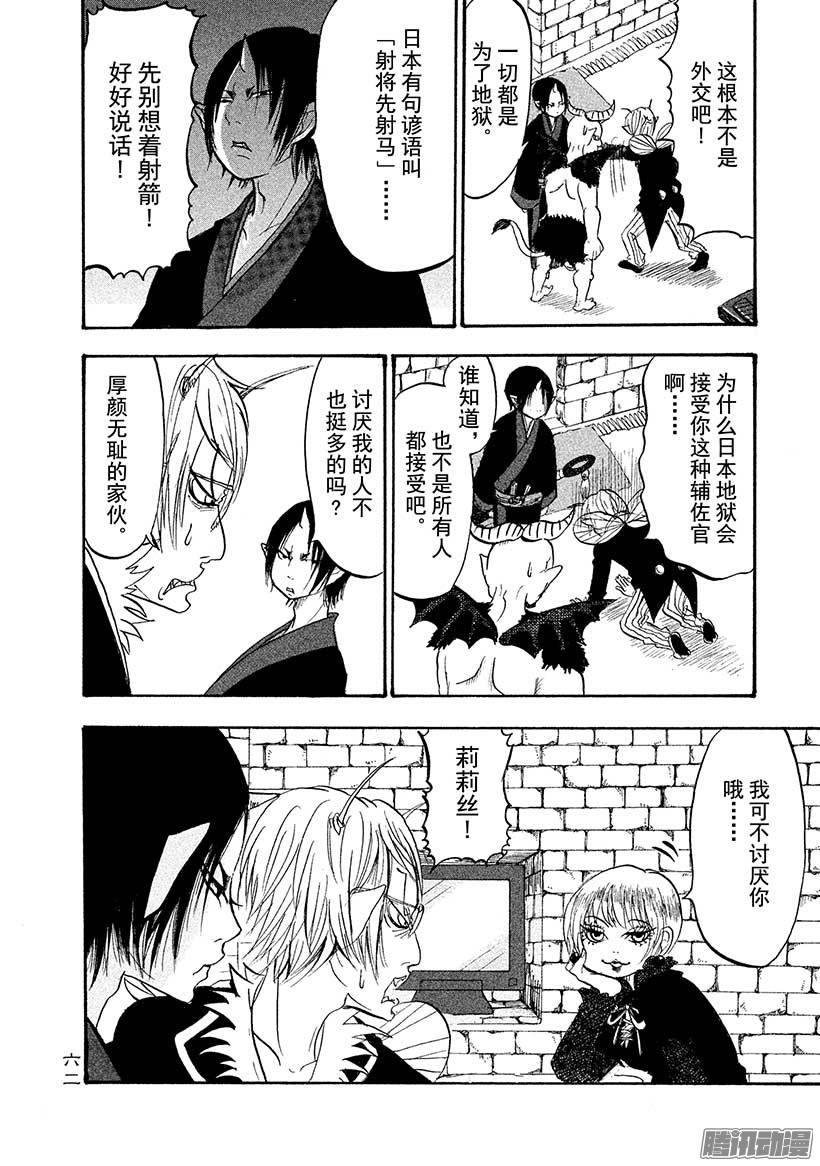 这根本不是
外交吧！
一切都是
为了地狱。
日本有句谚语叫
「射将先射马」……
先别想着射箭！
好好说话！
为什么日本地狱会
接受你这种辅佐官
啊……
谁知道，
也不是所有人
都接受吧。
讨厌我的人不
也挺多的吗？
厚颜无耻的家伙。
我可不讨厌你
哦……
莉莉丝！
六二
腾讯动漫